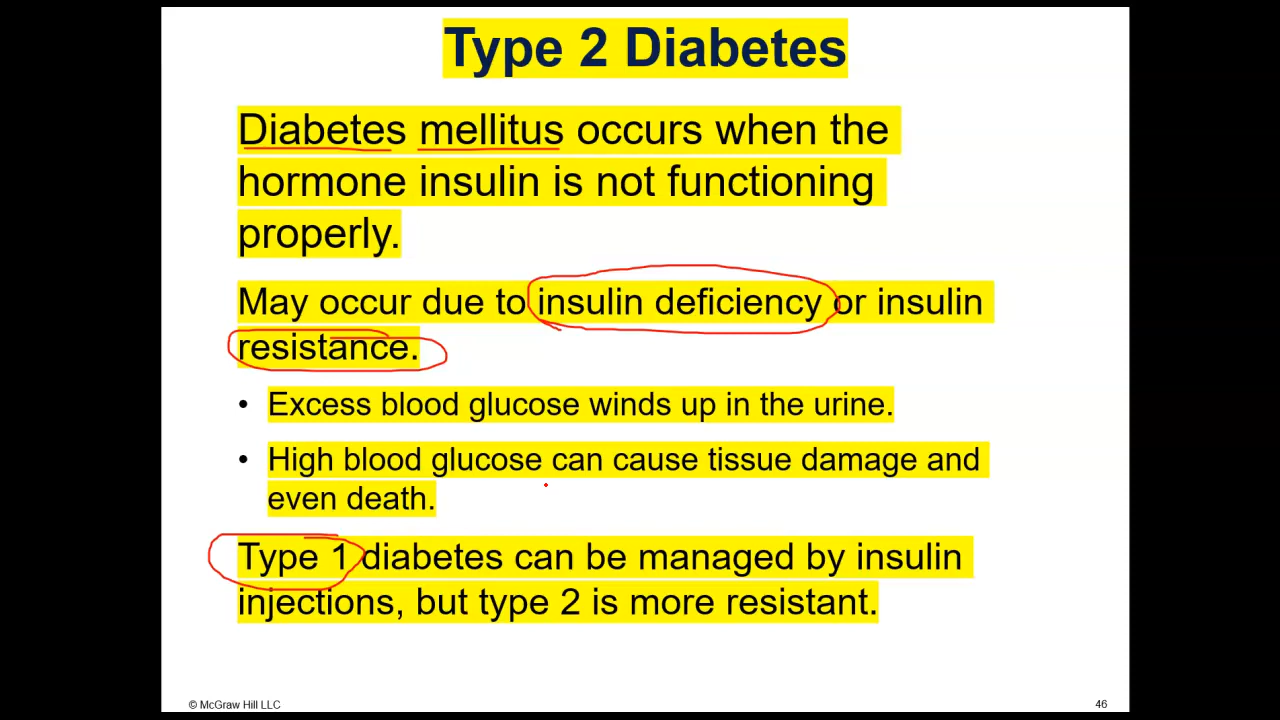 Type 2 Diabetes
Diabetes mellitus occurs when the
hormone insulin is not functioning
properly.
May occur due to insulin deficiency or insulin
resistance.
• Excess blood glucose winds up in the urine.
• High blood glucose can cause tissue damage and
even death.
Type 1 diabetes can be managed by insulin
injections, but type 2 is more resistant.
© McGraw Hill LLC
46